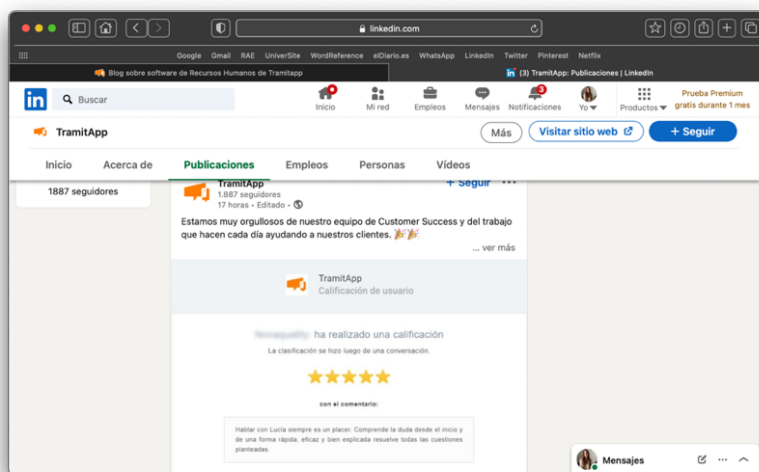 linkedin.com
Google Gmail RAE UniverSite WordReference elDiario.es WhatsApp LinkedIn Twitter Pinterest Netflix
Blog sobre software de Recursos Humanos de Tramitapp
(3) TramitApp: Publicaciones | LinkedIn
in
Buscar
Inicio
Mi red
Empleos
Mensajes
3
Notificaciones
Yo
Productos
Prueba Premium
gratis durante 1 mes
TramitApp
Más
Visitar sitio web
+ Seguir
Inicio
Acerca de
Publicaciones
Empleos
Personas
Vídeos
1887 seguidores
TramitApp
1.887 seguidores
17 horas • Editado •
+ Seguir
Estamos muy orgullosos de nuestro equipo de Customer Success y del trabajo
que hacen cada día ayudando a nuestros clientes. 🎉🎉
... ver más
TramitApp
Calificación de usuario
ha realizado una calificación
La clasificación se hizo luego de una conversación.
con el comentario:
Hablar con Lucía siempre es un placer. Comprende la duda desde el inicio y
de una forma rápida, eficaz y bien explicada resuelve todas las cuestiones
planteadas.
Mensajes